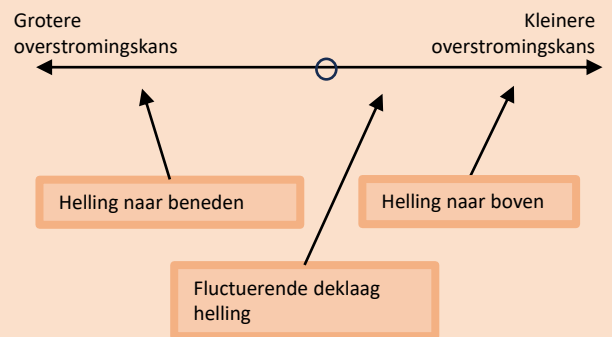 Grotere
overstromingskans
Kleinere
overstromingskans
Helling naar beneden
Helling naar boven
Fluctuerende deklaag
helling